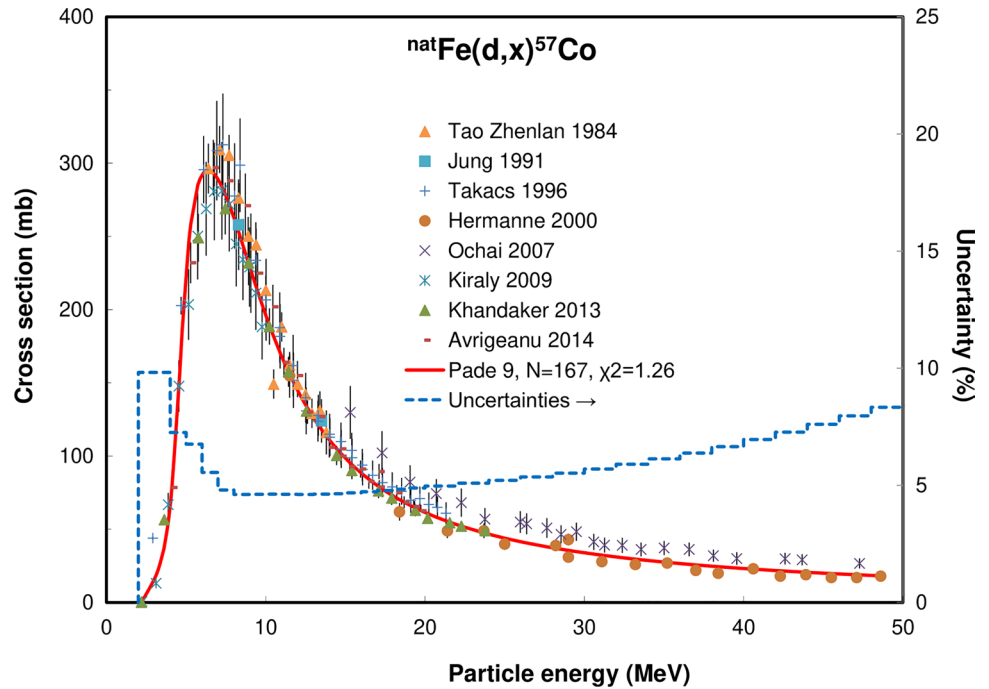 natFe(d,x)57Co
400
300
200
100
0
Cross section (mb)
25
20
15
10
5
0
Uncertainty (%)
Tao Zhenlan 1984
Jung 1991
Takacs 1996
Hermanne 2000
Ochai 2007
Kiraly 2009
Khandaker 2013
Avrigeanu 2014
Pade 9, N=167, χ2=1.26
Uncertainties →
0 10 20 30 40 50
Particle energy (MeV)